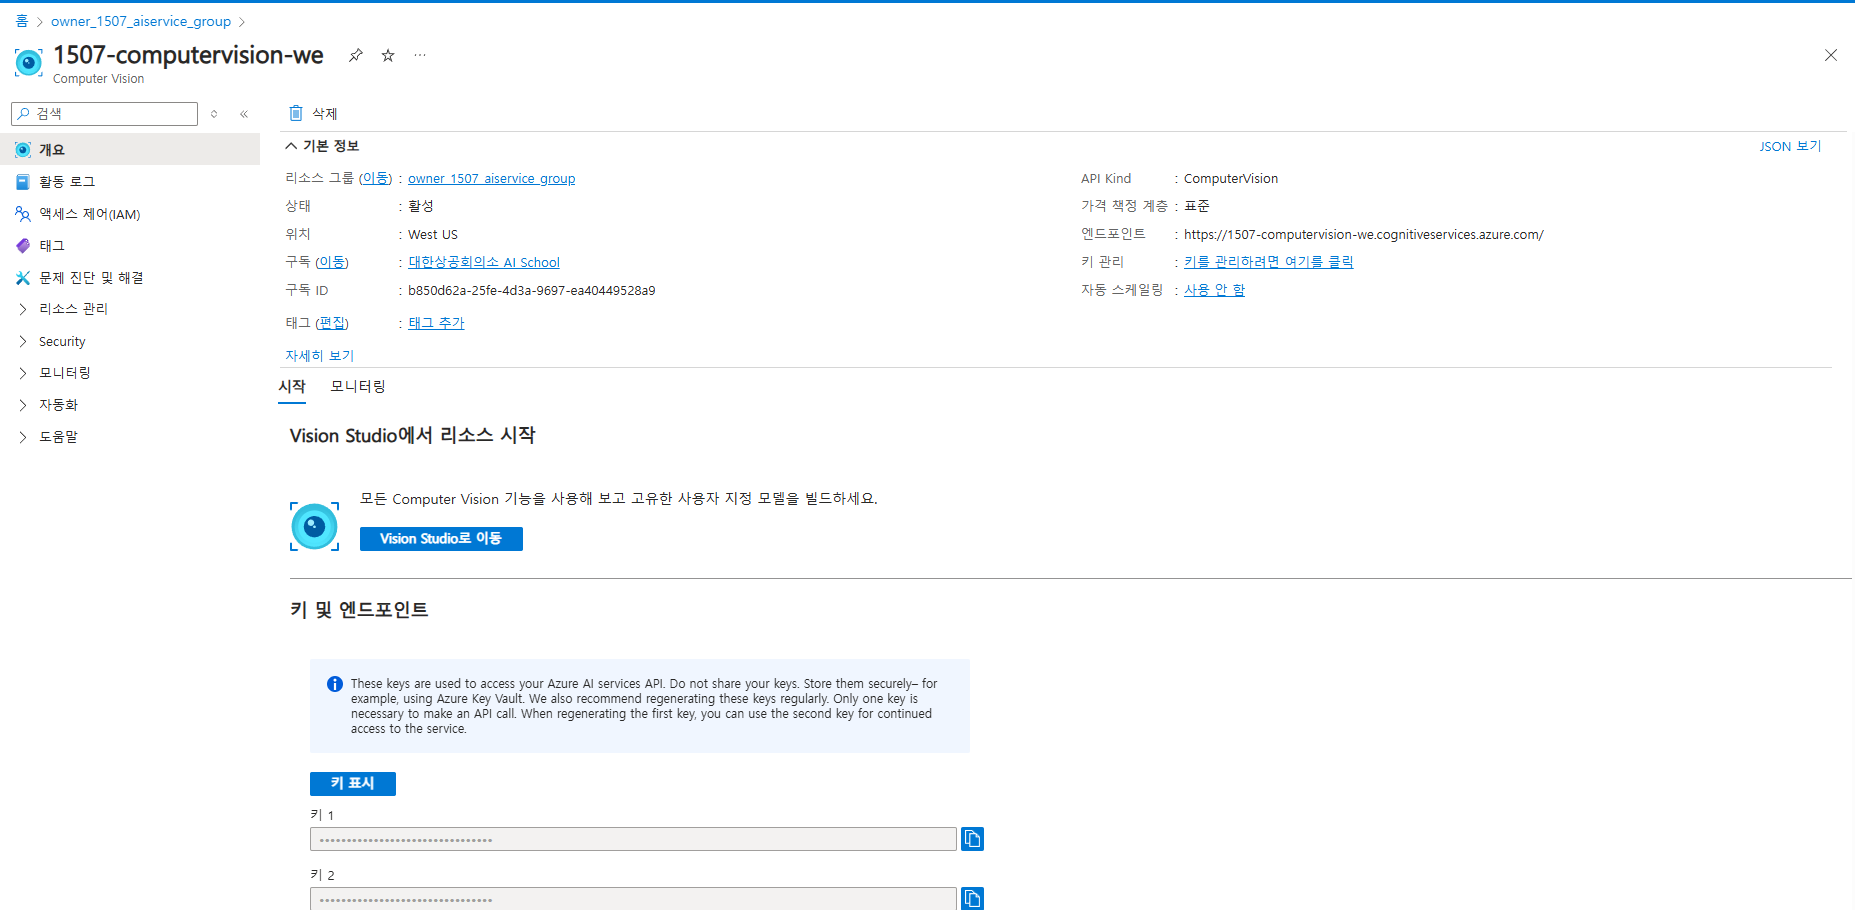 홈 > owner_1507_aiservice_group >
1507-computervision-we ...
Computer Vision
검색 «
삭제
개요
활동 로그
액세스 제어(IAM)
태그
문제 진단 및 해결
리소스 관리
Security
모니터링
자동화
도움말
기본 정보 JSON 보기
리소스 그룹 (이동) : owner_1507_aiservice_group
상태 : 활성
위치 : West US
구독 (이동) : 대한상공회의소 AI School
구독 ID : b850d62a-25fe-4d3a-9697-ea40449528a9
태그 (편집) : 태그 추가
자세히 보기
API Kind : ComputerVision
가격 책정 계층 : 표준
엔드포인트 : https://1507-computervision-we.cognitiveservices.azure.com/
키 관리 : 키를 관리하려면 여기를 클릭
자동 스케일링 : 사용 안 함
시작 모니터링
Vision Studio에서 리소스 시작
모든 Computer Vision 기능을 사용해 보고 고유한 사용자 지정 모델을 빌드하세요.
Vision Studio로 이동
키 및 엔드포인트
These keys are used to access your Azure AI services API. Do not share your keys. Store them securely– for
example, using Azure Key Vault. We also recommend regenerating these keys regularly. Only one key is
necessary to make an API call. When regenerating the first key, you can use the second key for continued
access to the service.
키 표시
키 1
••••••••••••••••••••••••••••••••
키 2
••••••••••••••••••••••••••••••••